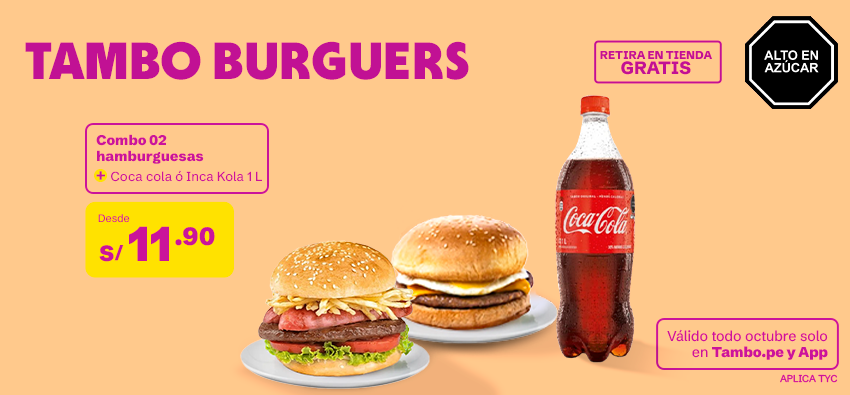 TAMBO BURGUERS
RETIRA EN TIENDA
GRATIS
ALTO EN
AZÚCAR
Combo 02
hamburguesas
+ Coca cola ó Inca Kola 1 L
Desde
S/ 11.90
Coca-Cola
Válido todo octubre solo
en Tambo.pe y App
APLICA TYC